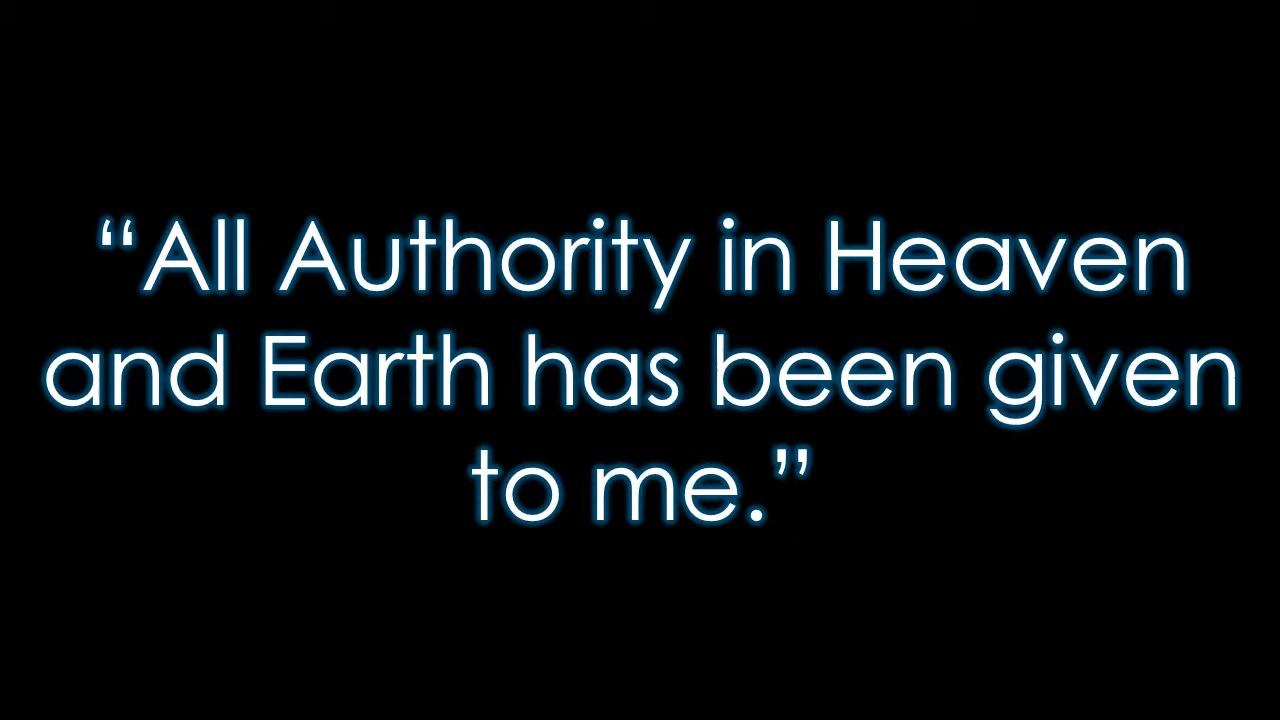 “All Authority in Heaven
and Earth has been given
to me.”